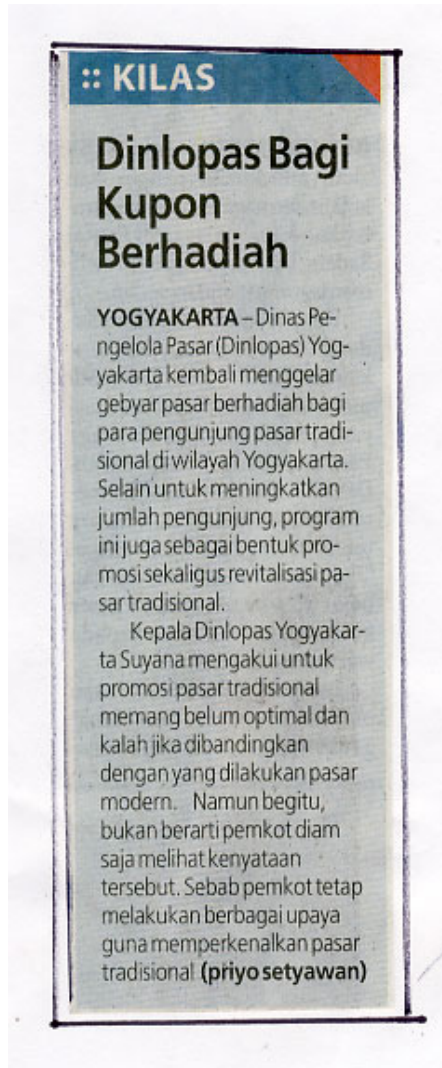 :: KILAS
Dinlopas Bagi
Kupon
Berhadiah
YOGYAKARTA – Dinas Pe-
ngelola Pasar (Dinlopas) Yog-
yakarta kembali menggelar
gebyar pasar berhadiah bagi
para pengunjung pasar tradi-
sional di wilayah Yogyakarta.
Selain untuk meningkatkan
jumlah pengunjung, program
ini juga sebagai bentuk pro-
mosi sekaligus revitalisasi pa-
sar tradisional.
Kepala Dinlopas Yogyakar-
ta Suyana mengakui untuk
promosi pasar tradisional
memang belum optimal dan
kalah jika dibandingkan
dengan yang dilakukan pasar
modern. Namun begitu,
bukan berarti pemkot diam
saja melihat kenyataan
tersebut. Sebab pemkot tetap
melakukan berbagai upaya
guna memperkenalkan pasar
tradisional (priyo setyawan)